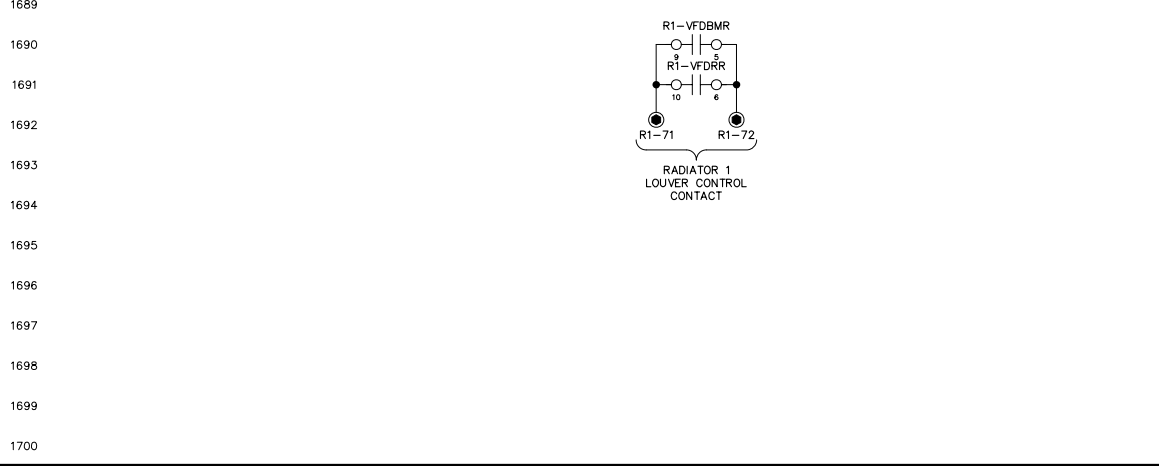 1689
R1-VFDBMR
1690
9 5
R1-VFDRR
1691
10 6
1692
R1-71 R1-72
1693
RADIATOR 1
LOUVER CONTROL
CONTACT
1694
1695
1696
1697
1698
1699
1700